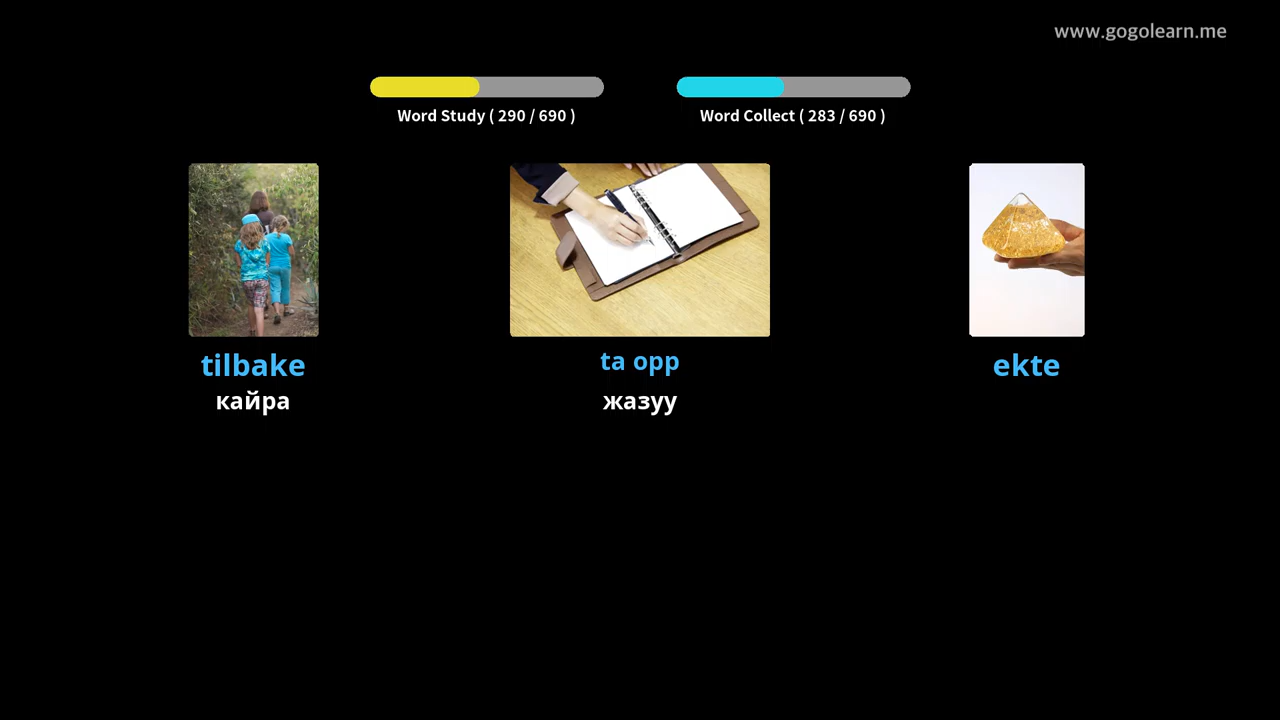 www.gogolearn.me
Word Study ( 290 / 690 )
Word Collect ( 283 / 690 )
tilbake
кайра
ta opp
жазуу
ekte